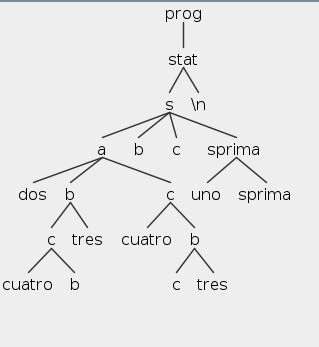 prog
stat
s \n
a b c sprima
dos b c uno sprima
c tres cuatro b
cuatro b c tres